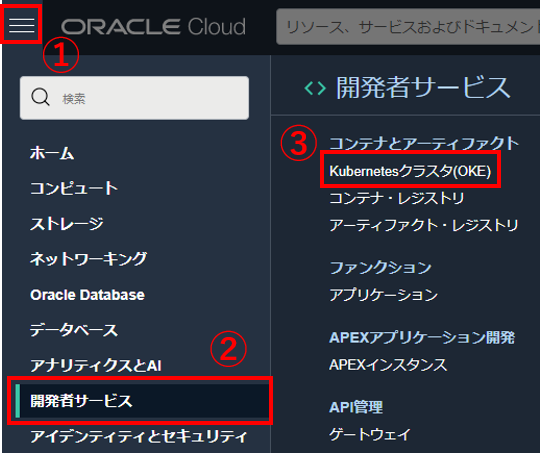 ORACLE Cloud
リソース、サービスおよびドキュメント
①
検索
ホーム
コンピュート
ストレージ
ネットワーキング
Oracle Database
データベース
アナリティクスとAI
②
開発者サービス
アイデンティティとセキュリティ
<> 開発者サービス
③
コンテナとアーティファクト
Kubernetesクラスタ(OKE)
コンテナ・レジストリ
アーティファクト・レジストリ
ファンクション
アプリケーション
APEXアプリケーション開発
APEXインスタンス
API管理
ゲートウェイ